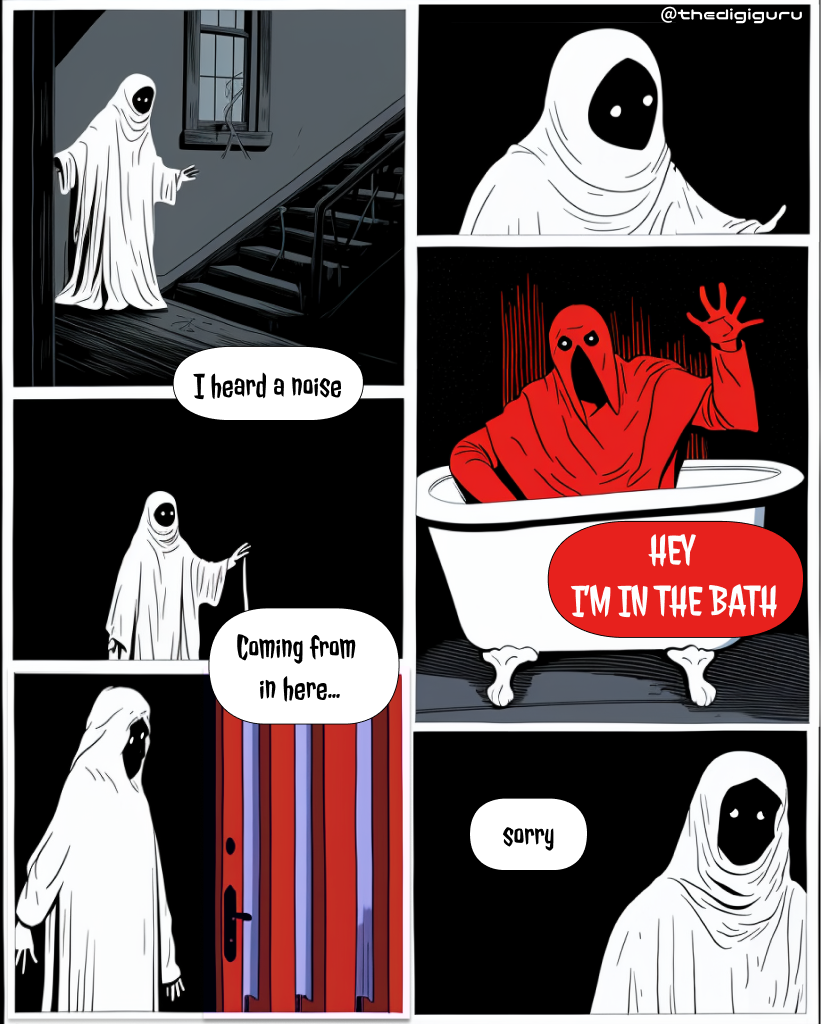 @thedigiguru
I heard a noise
Coming from
in here...
HEY
I'M IN THE BATH
sorry